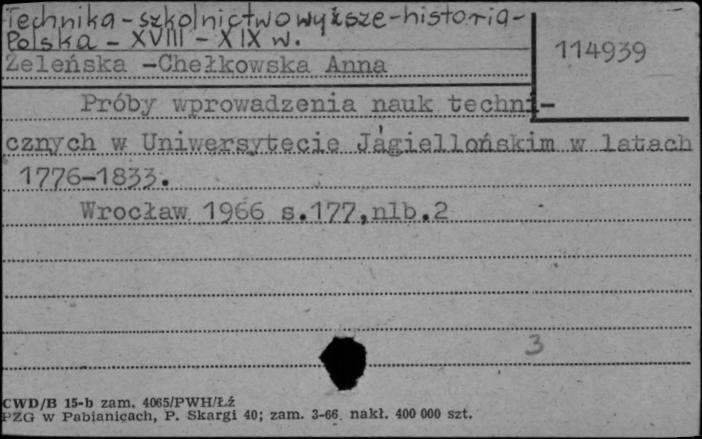 Technika - szkolnictwo wyższe - historia -
Polska - XVIII - XIX w.
114939
Zeleńska -Chełkowska Anna
Próby wprowadzenia nauk techni-
cznych w Uniwersytecie Jagiellońskim w latach
1776-1833.
Wrocław 1966 s.177,nlb.2
3
CWD/B 15-b zam. 4065/PWH/Łż
PZG w Pabianicach, P. Skargi 40; zam. 3-66 nakł. 400 000 szt.